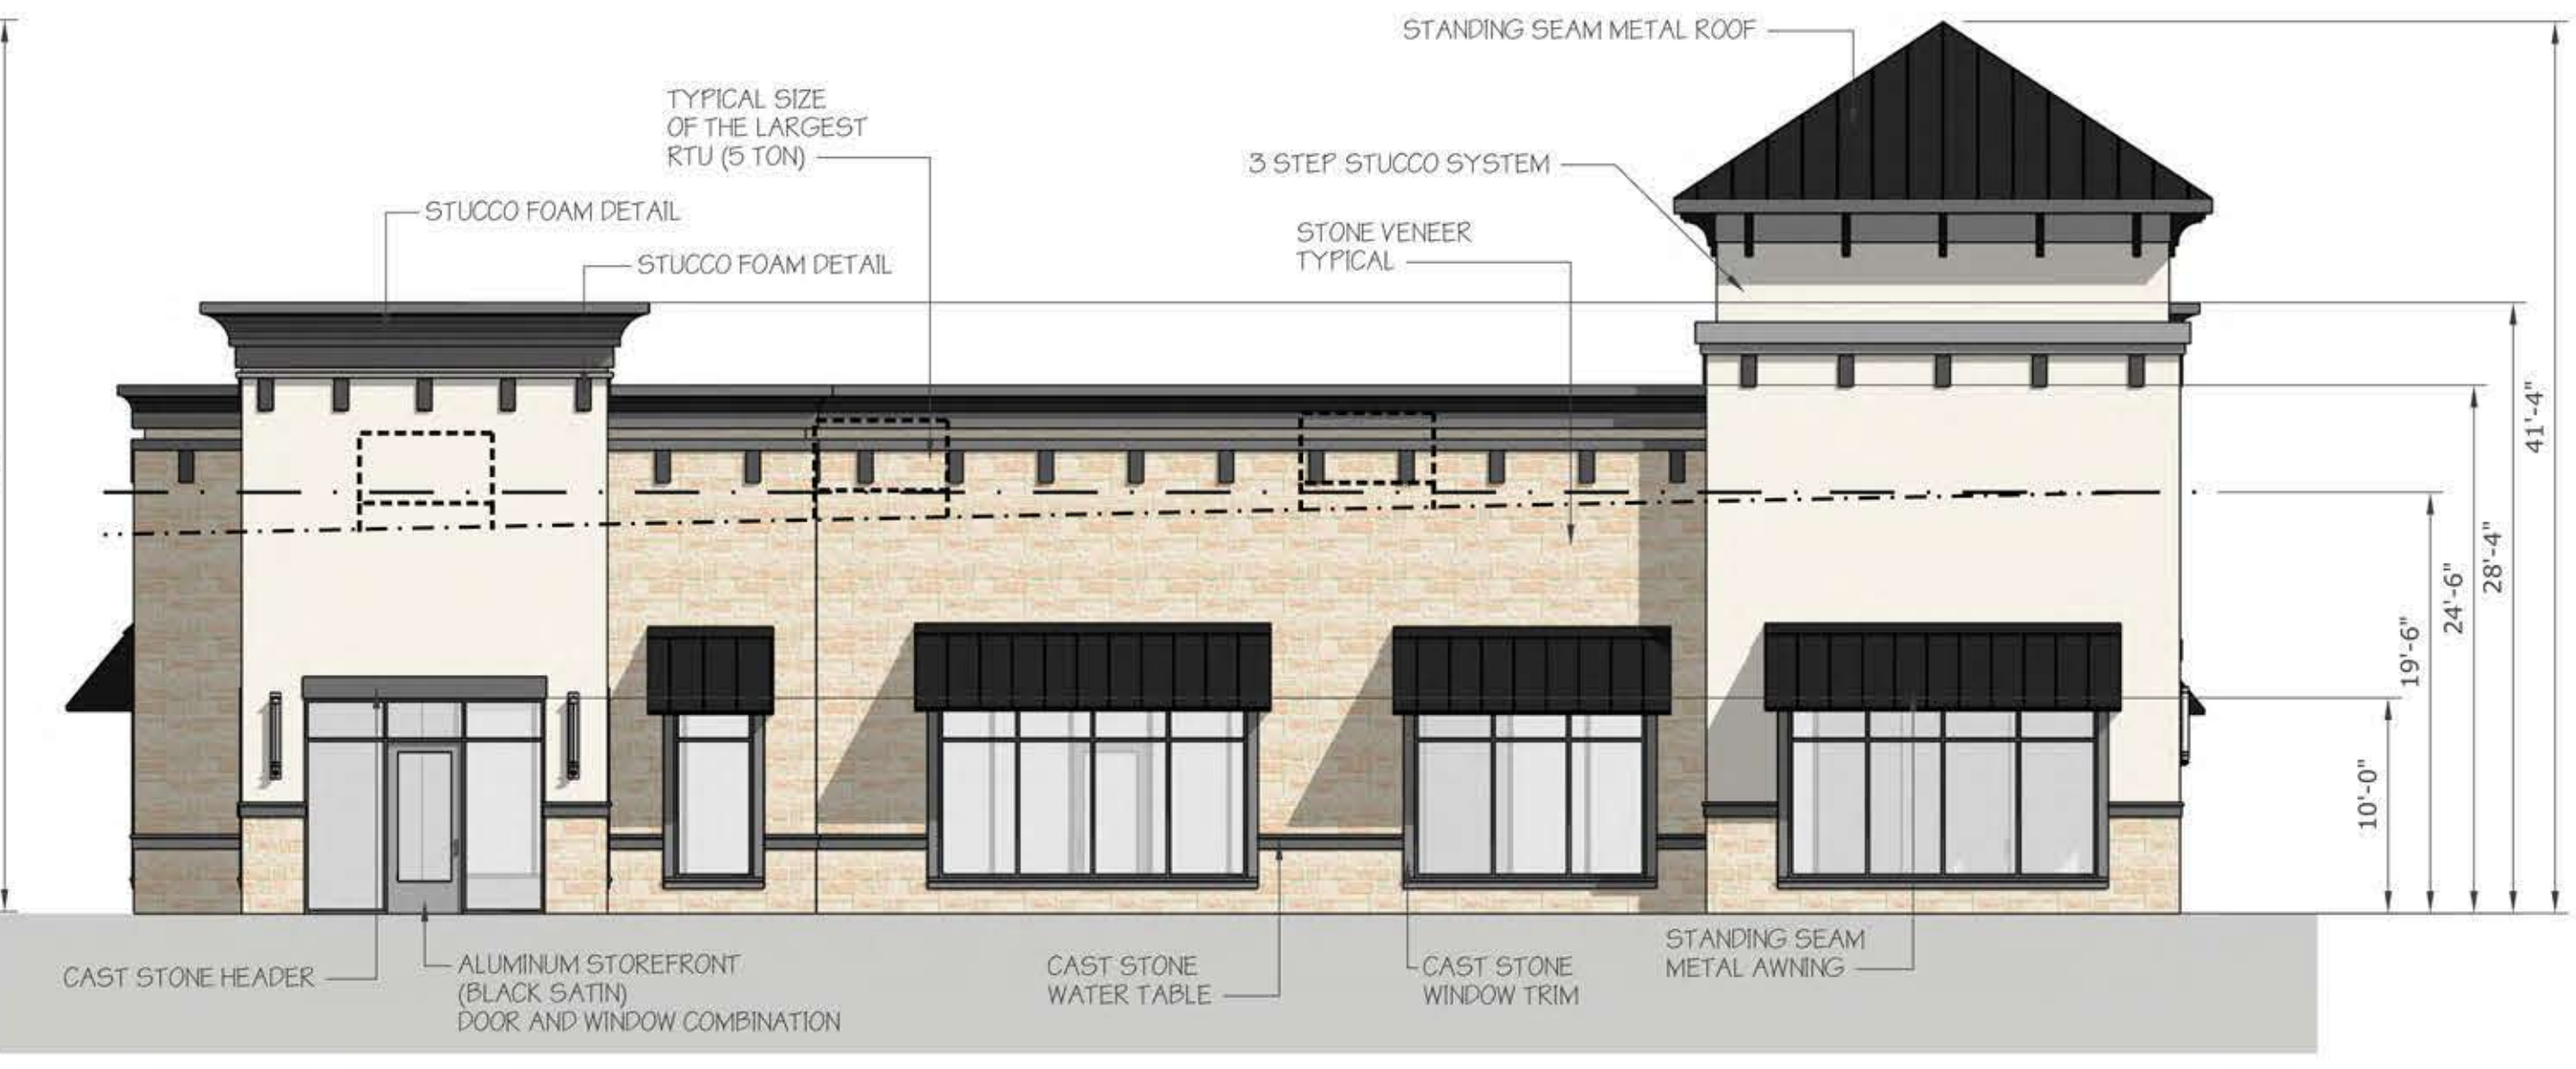 STANDING SEAM METAL ROOF
TYPICAL SIZE
OF THE LARGEST
RTU (5 TON)
3 STEP STUCCO SYSTEM
STUCCO FOAM DETAIL
STONE VENEER
TYPICAL
STUCCO FOAM DETAIL
41'-4"
28'-4"
24'-6"
19'-6"
10'-0"
CAST STONE HEADER
ALUMINUM STOREFRONT
(BLACK SATIN)
DOOR AND WINDOW COMBINATION
CAST STONE
WATER TABLE
CAST STONE
WINDOW TRIM
STANDING SEAM
METAL AWNING